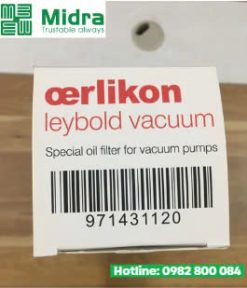 Midra
Trustable always
œrlikon
leybold vacuum
Special oil filter for vacuum pumps
971431120
Hotline: 0982 800 084